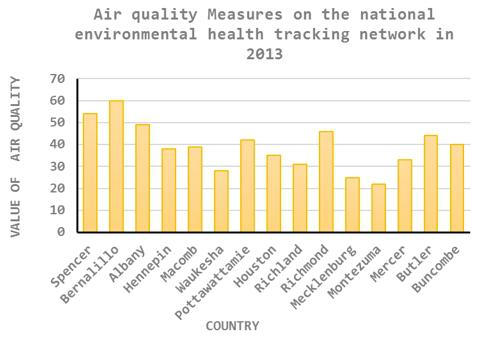 Air quality Measures on the national
environmental health tracking network in
2013
VALUE OF  AIR QUALITY
70
60
50
40
30
20
10
0
Spencer
Bernalillo
Albany
Hennepin
Macomb
Waukesha
Pottawattamie
Houston
Richland
Richmond
Mecklenburg
Montezuma
Mercer
Butler
Buncombe
COUNTRY